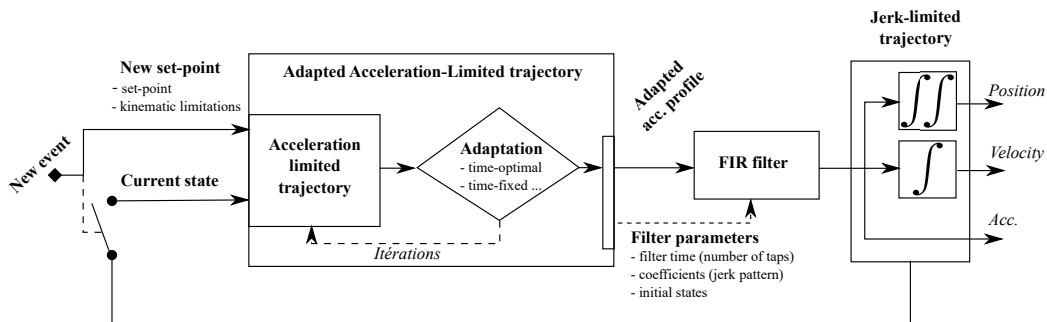 Jerk-limited
trajectory
New set-point
- set-point
- kinematic limitations
Adapted Acceleration-Limited trajectory
Adapted
acc. profile
Position
New event
Current state
Acceleration
limited
trajectory
Adaptation
- time-optimal
- time-fixed ...
FIR filter
∫∫
∫
Velocity
Acc.
Itérations
Filter parameters
- filter time (number of taps)
- coefficients (jerk pattern)
- initial states